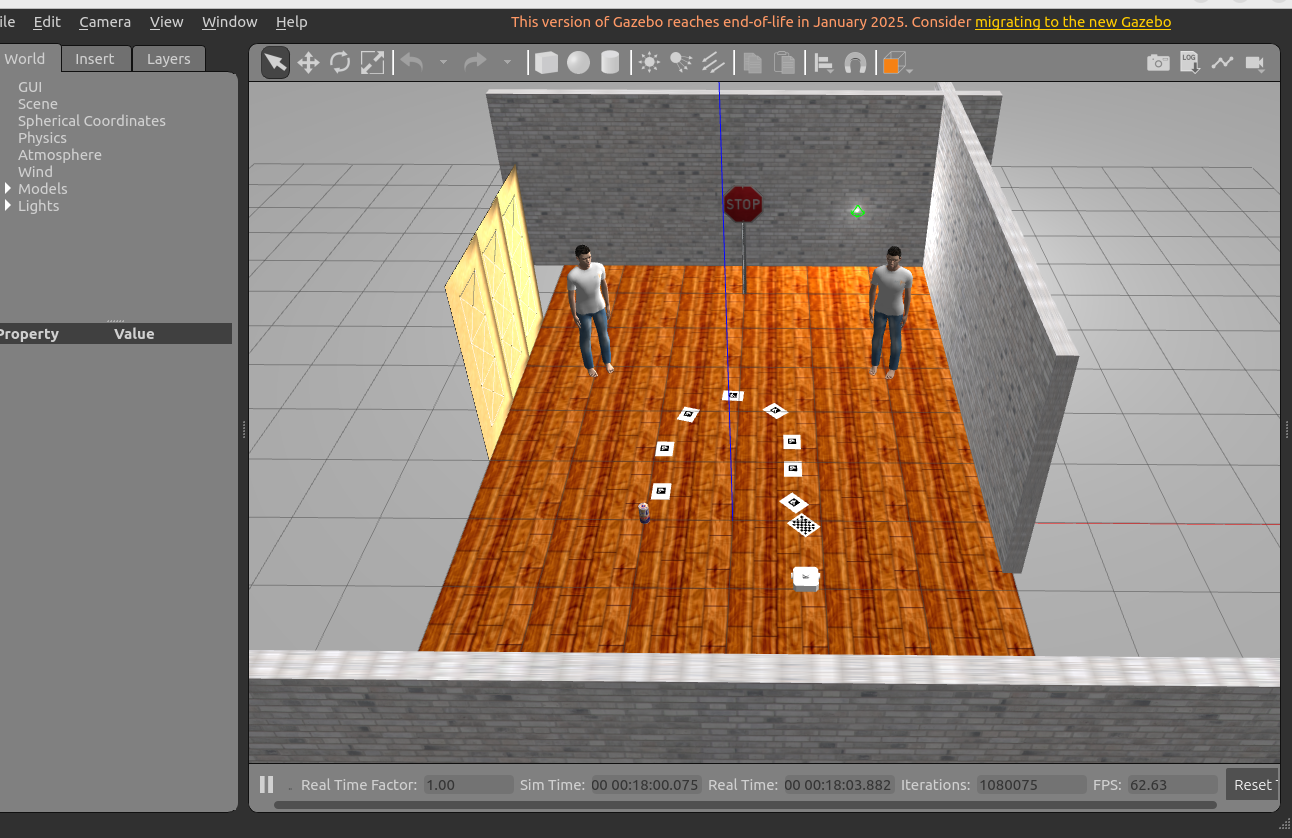 ile Edit Camera View Window Help This version of Gazebo reaches end-of-life in January 2025. Consider migrating to the new Gazebo
World Insert Layers
LOG
GUI
Scene
Spherical Coordinates
Physics
Atmosphere
Wind
Models
Lights
STOP
Property Value
Real Time Factor: 1.00 Sim Time: 00 00:18:00.075 Real Time: 00 00:18:03.882 Iterations: 1080075 FPS: 62.63 Reset T